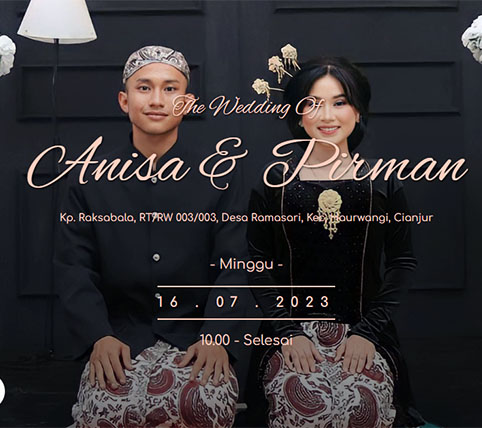 The Wedding Of
Anisa & Pirman
Kp. Raksabala, RT/RW 003/003, Desa Ramasari, Kec. Haurwangi, Cianjur
- Minggu -
16 . 07 . 2023
10.00 - Selesai